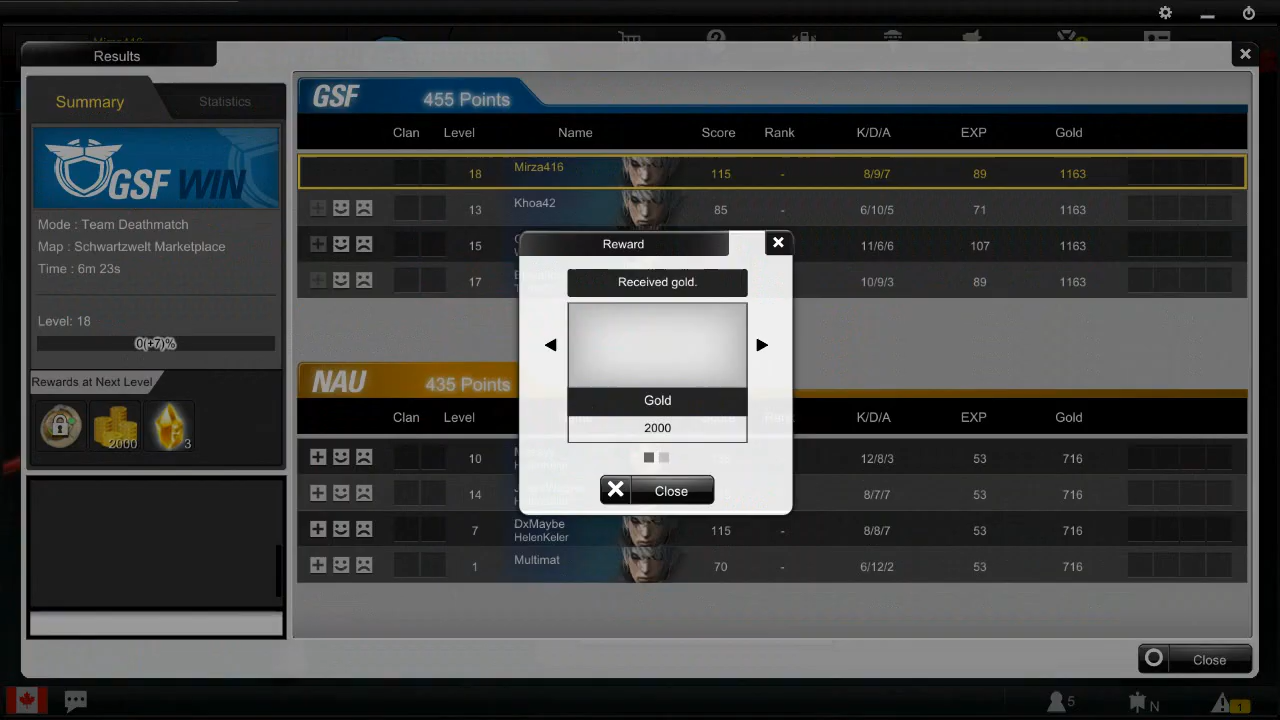 Results
Summary
Statistics
GSF WIN
Mode : Team Deathmatch
Map : Schwartzwelt Marketplace
Time : 6m 23s
Level: 18
0(+7)%
Rewards at Next Level
2000
3
GSF 455 Points
Clan Level Name Score Rank K/D/A EXP Gold
18 Mirza416 115 - 8/9/7 89 1163
13 Khoa42 85 - 6/10/5 71 1163
15 11/6/6 107 1163
17 10/9/3 89 1163
Reward
Received gold.
Gold
2000
Close
NAU 435 Points
Clan Level K/D/A EXP Gold
10 12/8/3 53 716
14 8/7/7 53 716
7 DxMaybe 115 - 8/8/7 53 716
HelenKeler
1 Multimat 70 - 6/12/2 53 716
Close
5
N
1